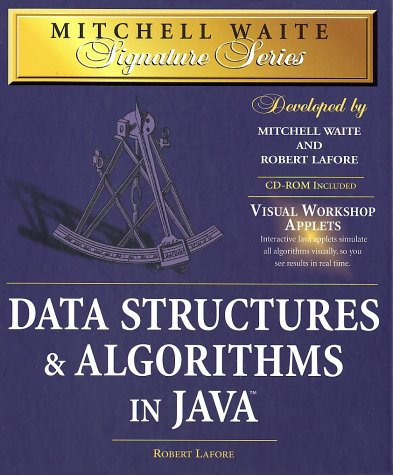 MITCHELL WAITE
Signature Series
Developed by
MITCHELL WAITE
AND
ROBERT LAFORE
CD-ROM INCLUDED
VISUAL WORKSHOP
APPLETS
Interactive Java applets simulate
all algorithms visually, so you
see results in real time.
DATA STRUCTURES
& ALGORITHMS
IN JAVA™
ROBERT LAFORE